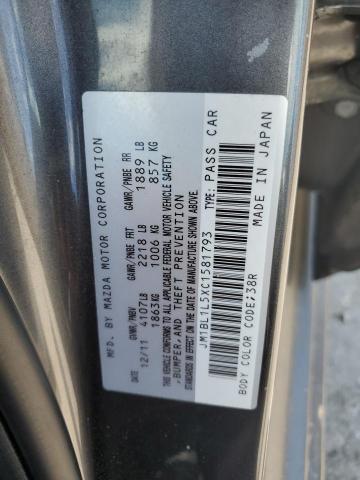 MFD. BY MAZDA MOTOR CORPORATION
DATE GVWR/PNBV GAWR/PNBE FRT GAWR/PNBE RR
12/11 4107LB 2218 LB 1889 LB
1863KG 1006 KG 857 KG
THIS VEHICLE CONFORMS TO ALL APPLICABLE FEDERAL MOTOR VEHICLE SAFETY
,BUMPER,AND THEFT PREVENTION
STANDARDS IN EFFECT ON THE DATE OF MANUFACTURE SHOWN ABOVE.
JM1BL1L5XC1581793 TYPE: PASS CAR
BODY COLOR CODE;38R MADE IN JAPAN